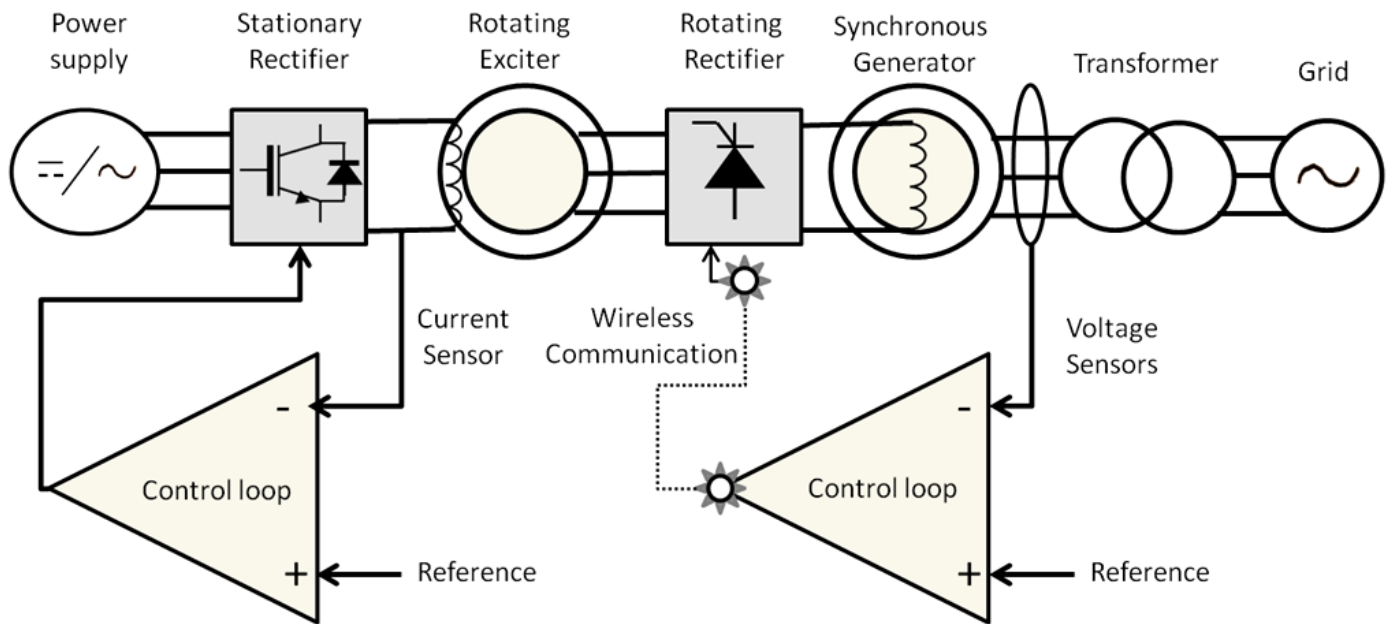 Power
supply
Stationary
Rectifier
Rotating
Exciter
Rotating
Rectifier
Synchronous
Generator
Transformer
Grid
Current
Sensor
Wireless
Communication
Voltage
Sensors
-
-
Control loop
Control loop
+
Reference
+
Reference